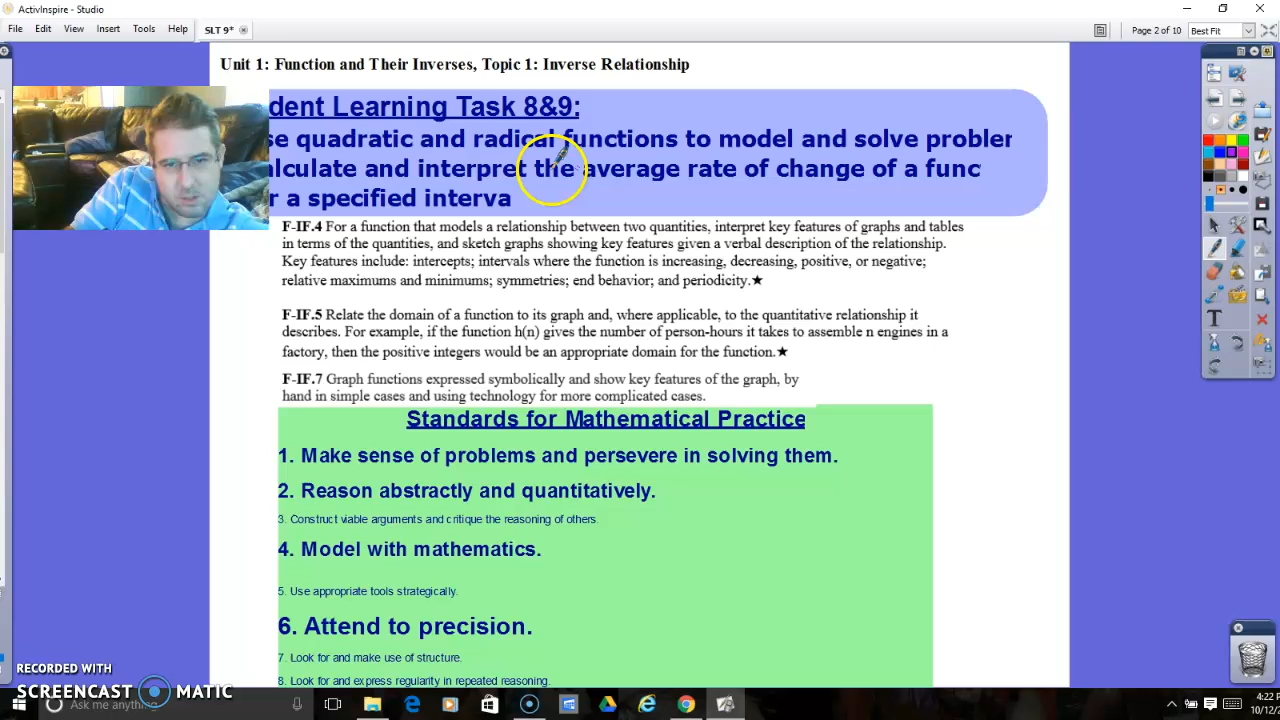 ActivInspire - Studio
File Edit View Insert Tools Help SLT 9* Page 2 of 10 Best Fit
Unit 1: Function and Their Inverses, Topic 1: Inverse Relationship
dent Learning Task 8&9:
se quadratic and radical functions to model and solve problem
alculate and interpret the average rate of change of a func
r a specified interva
F-IF.4 For a function that models a relationship between two quantities, interpret key features of graphs and tables
in terms of the quantities, and sketch graphs showing key features given a verbal description of the relationship.
Key features include: intercepts; intervals where the function is increasing, decreasing, positive, or negative;
relative maximums and minimums; symmetries; end behavior; and periodicity.★
F-IF.5 Relate the domain of a function to its graph and, where applicable, to the quantitative relationship it
describes. For example, if the function h(n) gives the number of person-hours it takes to assemble n engines in a
factory, then the positive integers would be an appropriate domain for the function.★
F-IF.7 Graph functions expressed symbolically and show key features of the graph, by
hand in simple cases and using technology for more complicated cases.
Standards for Mathematical Practice
1. Make sense of problems and persevere in solving them.
2. Reason abstractly and quantitatively.
3. Construct viable arguments and critique the reasoning of others.
4. Model with mathematics.
5. Use appropriate tools strategically.
6. Attend to precision.
7. Look for and make use of structure.
8. Look for and express regularity in repeated reasoning.
RECORDED WITH
SCREENCAST MATIC
Ask me anything
4:22 P
10/12/2